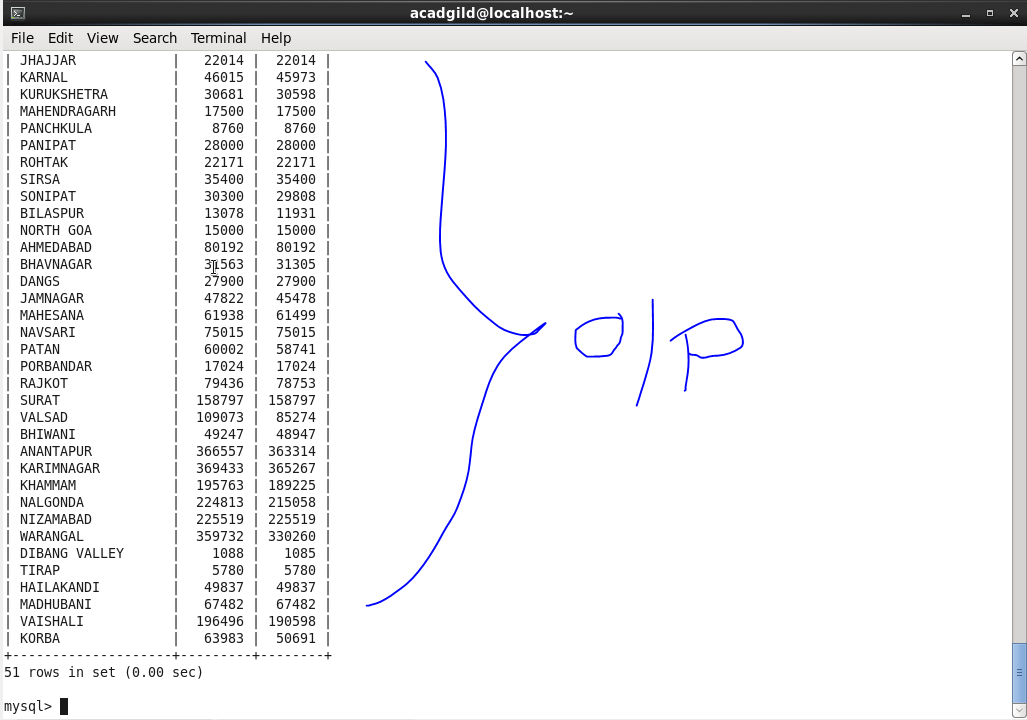 acadgild@localhost:~
File Edit View Search Terminal Help
| JHAJJAR | 22014 | 22014 |
| KARNAL | 46015 | 45973 |
| KURUKSHETRA | 30681 | 30598 |
| MAHENDRAGARH | 17500 | 17500 |
| PANCHKULA | 8760 | 8760 |
| PANIPAT | 28000 | 28000 |
| ROHTAK | 22171 | 22171 |
| SIRSA | 35400 | 35400 |
| SONIPAT | 30300 | 29808 |
| BILASPUR | 13078 | 11931 |
| NORTH GOA | 15000 | 15000 |
| AHMEDABAD | 80192 | 80192 |
| BHAVNAGAR | 31563 | 31305 |
| DANGS | 27900 | 27900 |
| JAMNAGAR | 47822 | 45478 |
| MAHESANA | 61938 | 61499 |
| NAVSARI | 75015 | 75015 |
| PATAN | 60002 | 58741 |
| PORBANDAR | 17024 | 17024 |
| RAJKOT | 79436 | 78753 |
| SURAT | 158797 | 158797 |
| VALSAD | 109073 | 85274 |
| BHIWANI | 49247 | 48947 |
| ANANTAPUR | 366557 | 363314 |
| KARIMNAGAR | 369433 | 365267 |
| KHAMMAM | 195763 | 189225 |
| NALGONDA | 224813 | 215058 |
| NIZAMABAD | 225519 | 225519 |
| WARANGAL | 359732 | 330260 |
| DIBANG VALLEY | 1088 | 1085 |
| TIRAP | 5780 | 5780 |
| HAILAKANDI | 49837 | 49837 |
| MADHUBANI | 67482 | 67482 |
| VAISHALI | 196496 | 190598 |
| KORBA | 63983 | 50691 |
+--------------------+---------+--------+
51 rows in set (0.00 sec)
mysql>
o/p